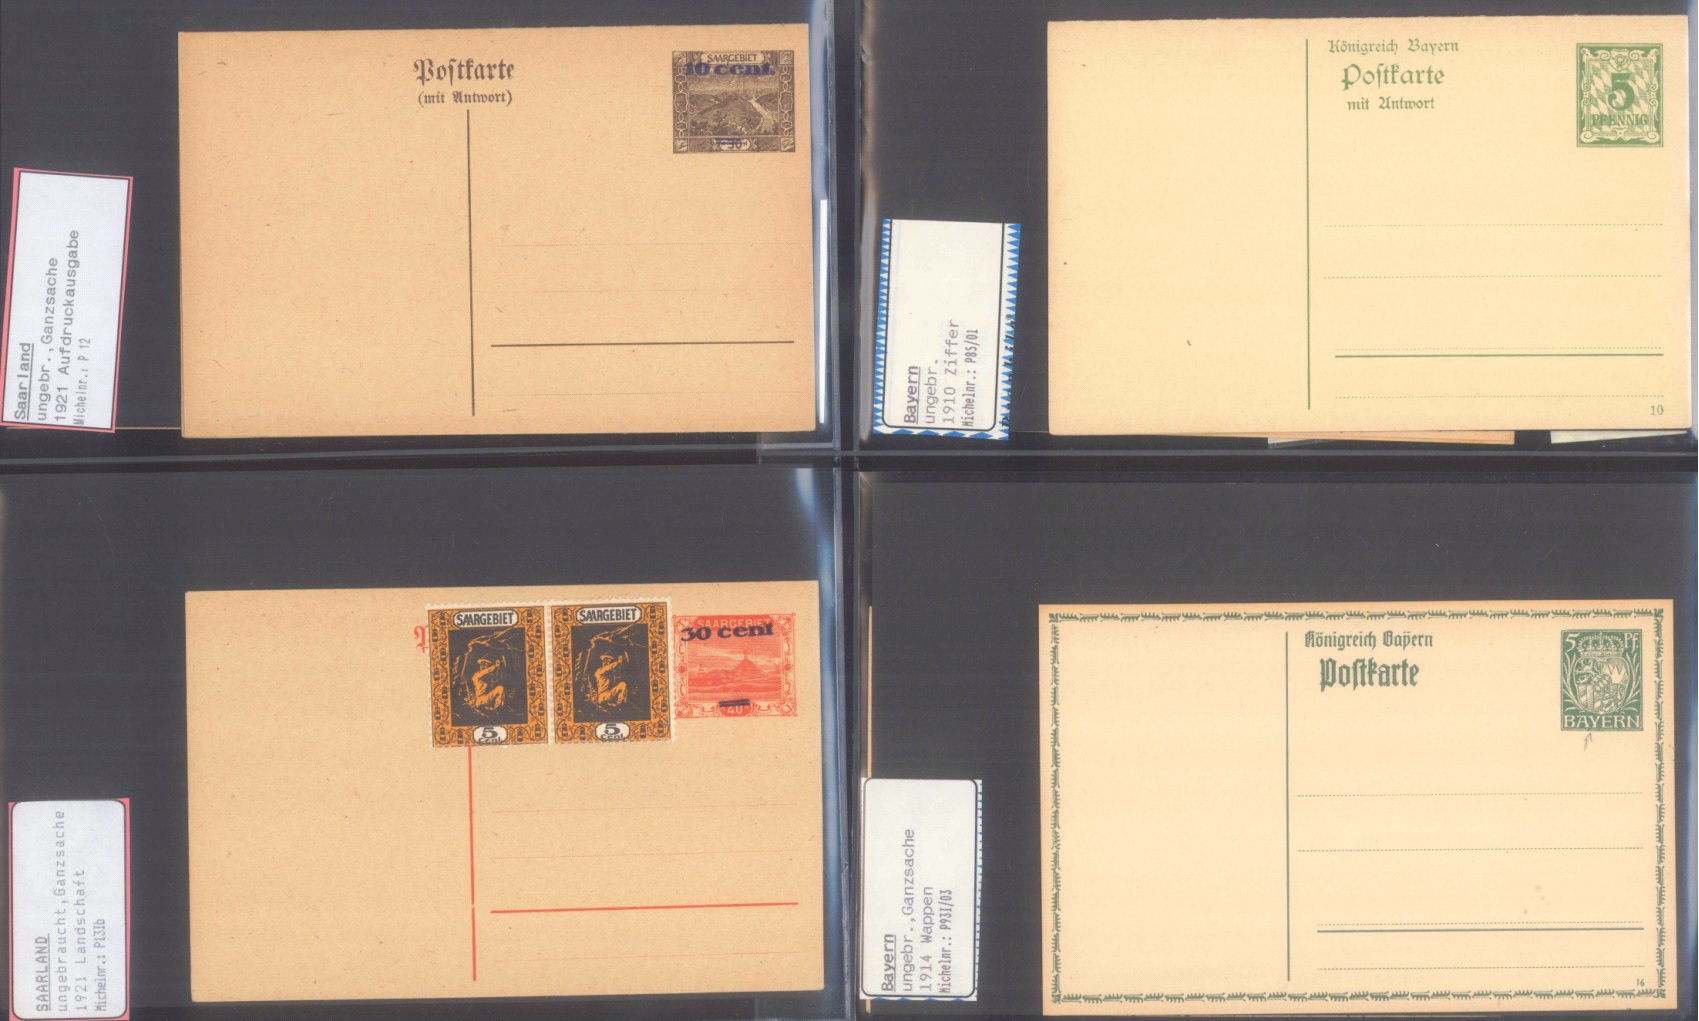 Postkarte
(mit Antwort)
SAARGEBIET
10 cent.
30
Saarland
ungebr.,Ganzsache
1921 Aufdruckausgabe
Michelnr.: P 12
Königreich Bayern
Postkarte
mit Antwort
5
PFENNIG
10
Bayern
ungebr.
1910 Ziffer
Michelnr.: P85/01
SAARGEBIET
5
cent
SAARGEBIET
5
cent
SAARGEBIET
30 cent
40
SAARLAND
ungebraucht,Ganzsache
1921 Landschaft
Michelnr.: P13Ib
Königreich Bayern
Postkarte
5 Pf
BAYERN
16
Bayern
ungebr.,Ganzsache
1914 Wappen
Michelnr.: P93I/03